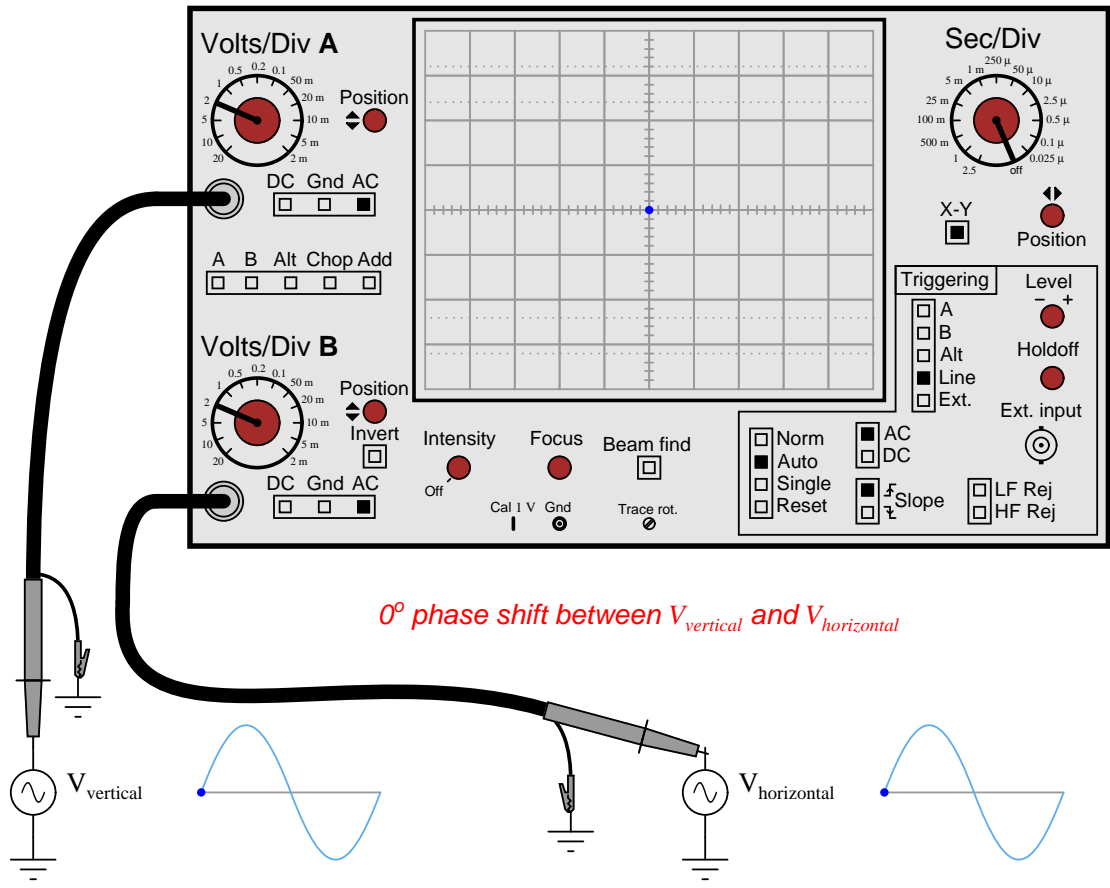 Volts/Div A
20 10 5 2 1 0.5 0.2 0.1 50 m 20 m 10 m 5 m 2 m
Position
DC Gnd AC
A B Alt Chop Add
Volts/Div B
20 10 5 2 1 0.5 0.2 0.1 50 m 20 m 10 m 5 m 2 m
Position
Invert
DC Gnd AC
Intensity
Off
Focus
Beam find
Cal 1 V Gnd
Trace rot.
Sec/Div
2.5 1 500 m 100 m 25 m 5 m 1 m 250 μ 50 μ 10 μ 2.5 μ 0.5 μ 0.1 μ 0.025 μ off
X-Y
Position
Triggering
A
B
Alt
Line
Ext.
Level
− +
Holdoff
Ext. input
Norm
Auto
Single
Reset
AC
DC
Slope
LF Rej
HF Rej
0° phase shift between Vvertical and Vhorizontal
Vvertical
Vhorizontal